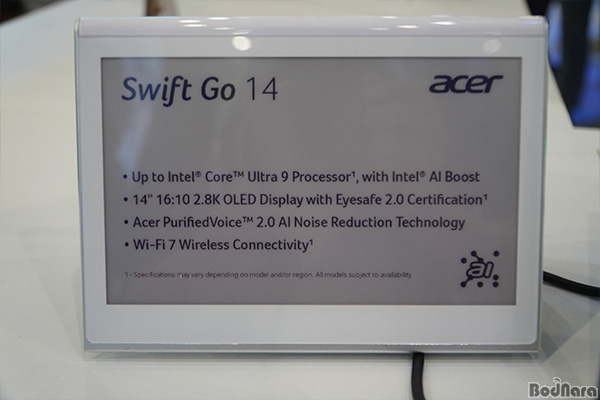 Swift Go 14
acer
• Up to Intel® Core™ Ultra 9 Processor¹, with Intel® AI Boost
• 14" 16:10 2.8K OLED Display with Eyesafe 2.0 Certification¹
• Acer PurifiedVoice™ 2.0 AI Noise Reduction Technology
• Wi-Fi 7 Wireless Connectivity¹
ai
1 - Specifications may vary depending on model and/or region. All models subject to availability.
BodNara